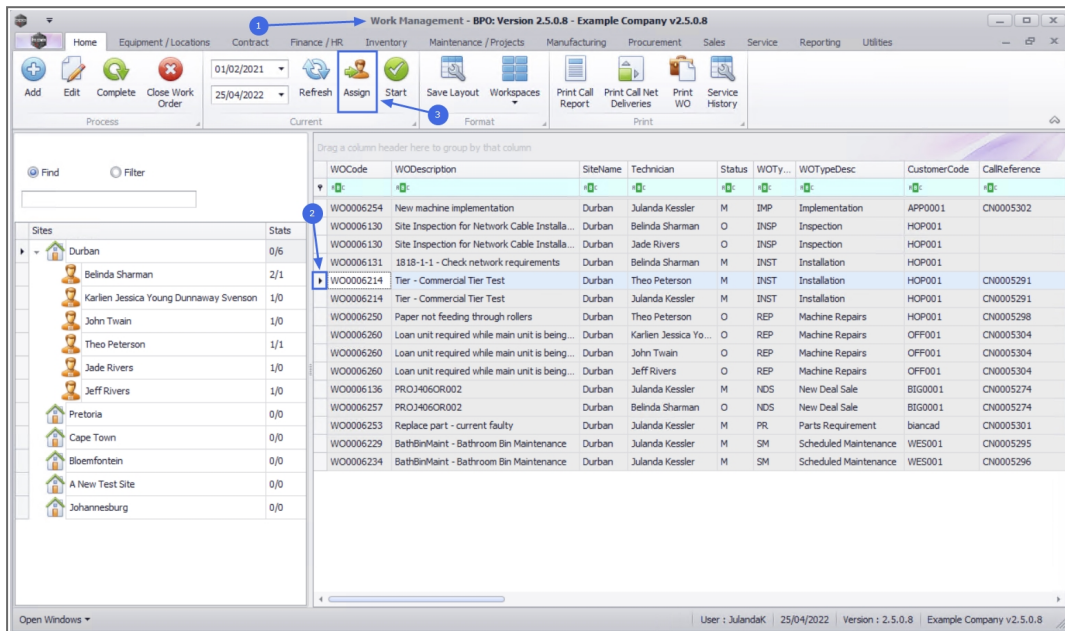 1
Work Management - BPO: Version 2.5.0.8 - Example Company v2.5.0.8
Home Equipment / Locations Contract Finance / HR Inventory Maintenance / Projects Manufacturing Procurement Sales Service Reporting Utilities
Add Edit Complete Close Work Order 01/02/2021 25/04/2022 Refresh Assign Start Save Layout Workspaces Print Call Report Print Call Net Deliveries Print WO Service History
3
Process Current Format Print
Drag a column header here to group by that column
Find Filter
WOCode WODescription SiteName Technician Status WOTy... WOTypeDesc CustomerCode CallReference
2
Sites Stats
Durban 0/6
Belinda Sharman 2/1
Karlien Jessica Young Dunnaway Svenson 1/0
John Twain 1/0
Theo Peterson 1/1
Jade Rivers 1/0
Jeff Rivers 1/0
Pretoria 0/0
Cape Town 0/0
Bloemfontein 0/0
A New Test Site 0/0
Johannesburg 0/0
WO0006254 New machine implementation Durban Julanda Kessler M IMP Implementation APP0001 CN0005302
WO0006130 Site Inspection for Network Cable Installa... Durban Belinda Sharman O INSP Inspection HOP001
WO0006130 Site Inspection for Network Cable Installa... Durban Jade Rivers O INSP Inspection HOP001
WO0006131 1818-1-1 - Check network requirements Durban Belinda Sharman M INST Installation HOP001
WO0006214 Tier - Commercial Tier Test Durban Theo Peterson M INST Installation HOP001 CN0005291
WO0006214 Tier - Commercial Tier Test Durban Julanda Kessler M INST Installation HOP001 CN0005291
WO0006250 Paper not feeding through rollers Durban Theo Peterson O REP Machine Repairs HOP001 CN0005298
WO0006260 Loan unit required while main unit is being... Durban Karlien Jessica Yo... O REP Machine Repairs OFF001 CN0005304
WO0006260 Loan unit required while main unit is being... Durban John Twain O REP Machine Repairs OFF001 CN0005304
WO0006260 Loan unit required while main unit is being... Durban Jeff Rivers O REP Machine Repairs OFF001 CN0005304
WO0006136 PROJ406OR002 Durban Julanda Kessler M NDS New Deal Sale BIG0001 CN0005274
WO0006257 PROJ406OR002 Durban Belinda Sharman O NDS New Deal Sale BIG0001 CN0005274
WO0006253 Replace part - current faulty Durban Julanda Kessler M PR Parts Requirement biancad CN0005301
WO0006229 BathBinMaint - Bathroom Bin Maintenance Durban Julanda Kessler M SM Scheduled Maintenance WES001 CN0005295
WO0006234 BathBinMaint - Bathroom Bin Maintenance Durban Julanda Kessler M SM Scheduled Maintenance WES001 CN0005296
Open Windows User : JulandaK 25/04/2022 Version : 2.5.0.8 Example Company v2.5.0.8